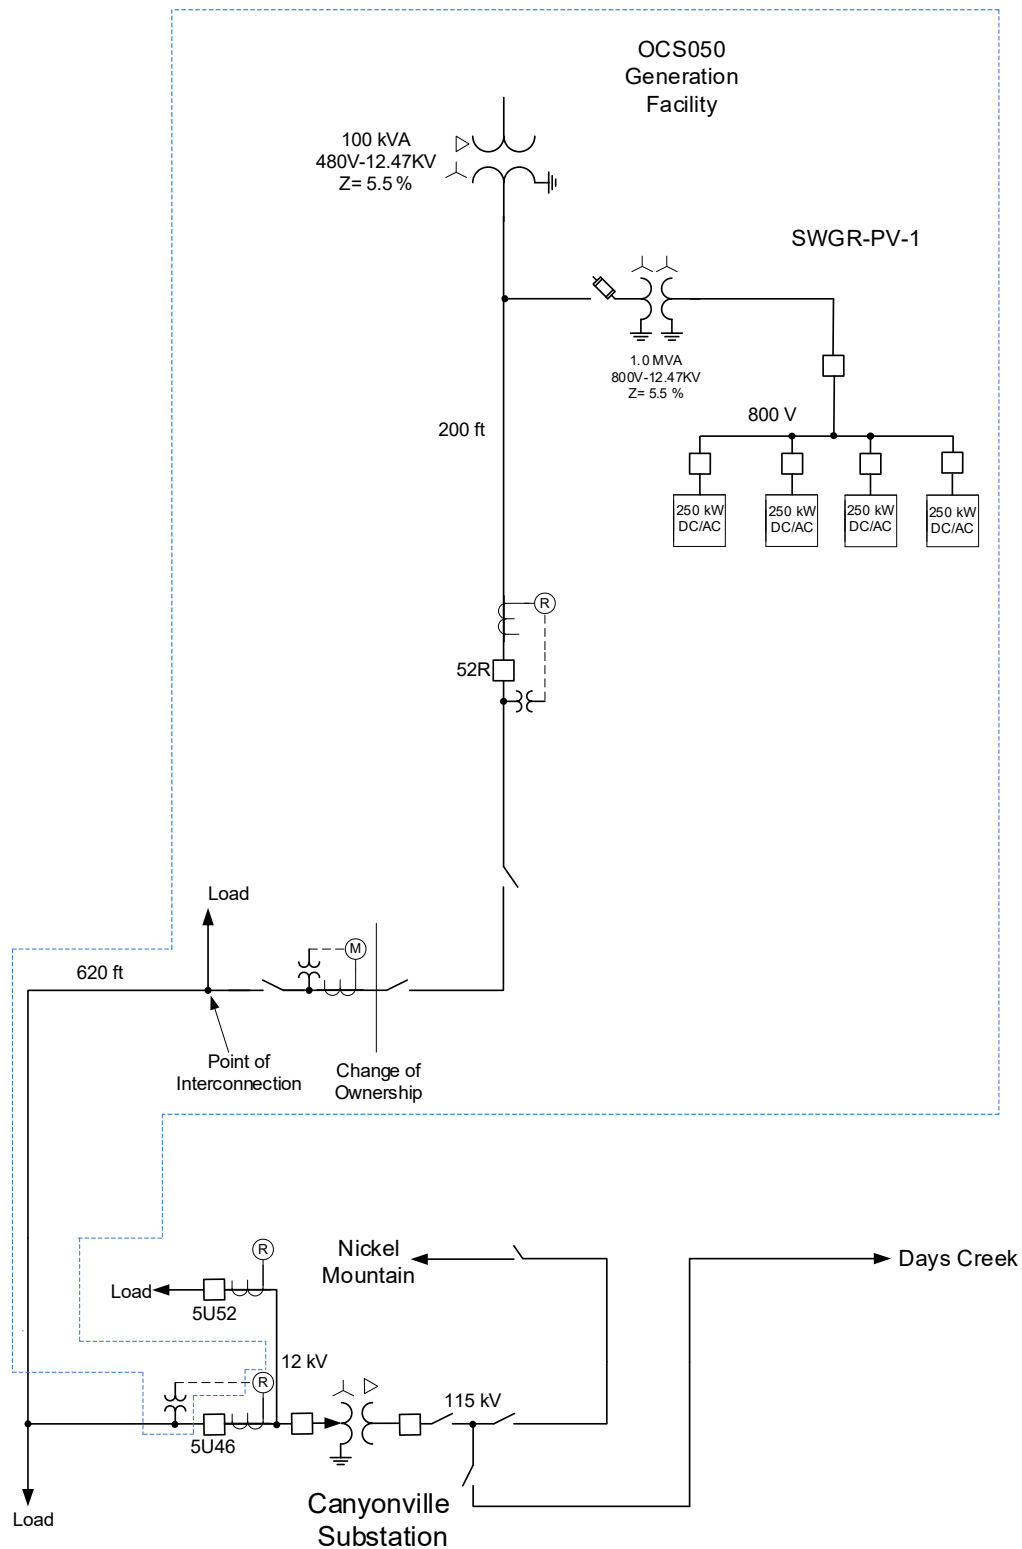 OCS050
Generation
Facility
100 kVA
480V-12.47KV
Z= 5.5 %
SWGR-PV-1
1.0 MVA
800V-12.47KV
Z= 5.5 %
200 ft
800 V
250 kW
DC/AC
250 kW
DC/AC
250 kW
DC/AC
250 kW
DC/AC
R
52R
Load
M
620 ft
Point of
Interconnection
Change of
Ownership
R
Nickel
Mountain
Days Creek
Load
5U52
12 kV
R
115 kV
5U46
Canyonville
Substation
Load